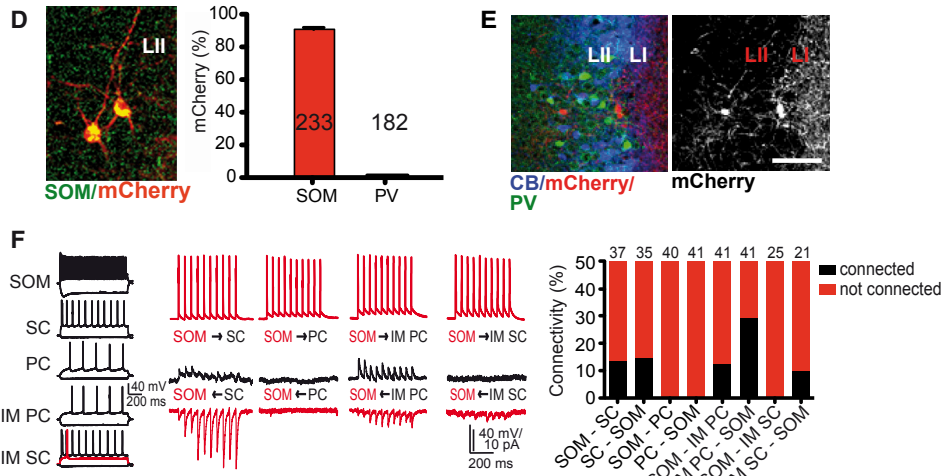 D
LII
SOM/mCherry
mCherry (%)
100
80
60
40
20
0
233
182
SOM
PV
E
LII
LI
LII
LI
CB/mCherry/
PV
mCherry
F
SOM
SC
PC
IM PC
IM SC
40 mV
200 ms
SOM → SC
SOM → PC
SOM → IM PC
SOM → IM SC
SOM ← SC
SOM ← PC
SOM ← IM PC
SOM ← IM SC
40 mV/
10 pA
200 ms
Connectivity (%)
50
40
30
20
10
0
37 35 40 41 41 41 25 21
connected
not connected
SOM - SC
SC - SOM
SOM - PC
PC - SOM
SOM - IM PC
M PC - SOM
SOM - IM SC
M SC - SOM